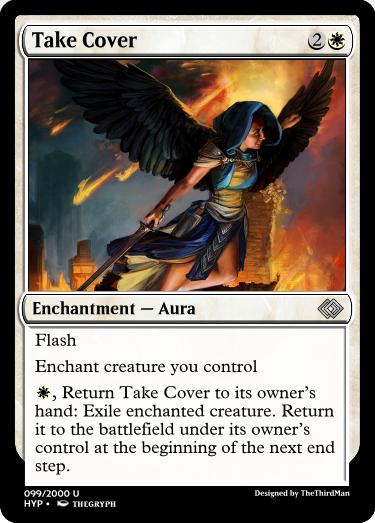 Take Cover 2
Enchantment — Aura
Flash
Enchant creature you control
, Return Take Cover to its owner's
hand: Exile enchanted creature. Return
it to the battlefield under its owner's
control at the beginning of the next end
step.
099/2000 U
HYP • THEGRYPH
Designed by TheThirdMan